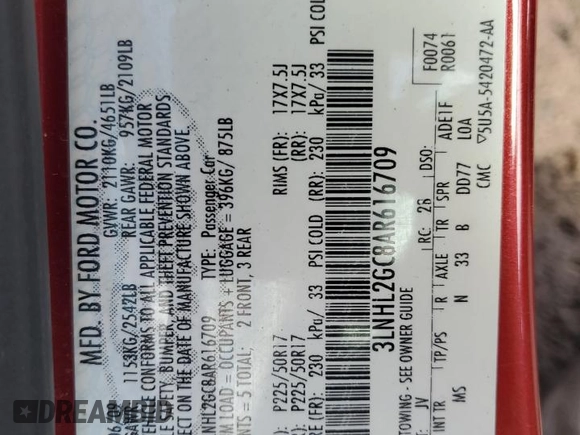 MFD. BY FORD MOTOR CO.
GVWR: 2110KG/4651LB
1153KG/2542LB REAR GAWR: 957KG/2109LB
CONFORMS TO ALL APPLICABLE FEDERAL MOTOR
SAFETY, BUMPER, AND THEFT PREVENTION STANDARDS
ECT ON THE DATE OF MANUFACTURE SHOWN ABOVE.
LNHL2GC8AR616709 TYPE: Passenger Car
M LOAD = OCCUPANTS + LUGGAGE = 396KG/ 875LB
ANTS = 5 TOTAL: 2 FRONT, 3 REAR
P225/50R17 RIMS (FR): 17X7.5J
P225/50R17 (RR): 17X7.5J
RE (FR): 230 kPa/ 33 PSI COLD (RR): 230 kPa/ 33 PSI COLD
3LNHL2GC8AR616709
TOWING - SEE OWNER GUIDE
F0074
R0061
JV RC: 26 DSO: ADE1F
INT TR TP/PS R AXLE TR SPR L0A
MS N 33 B DD77
CMC
5U5A-5420472-AA
DREAMBID